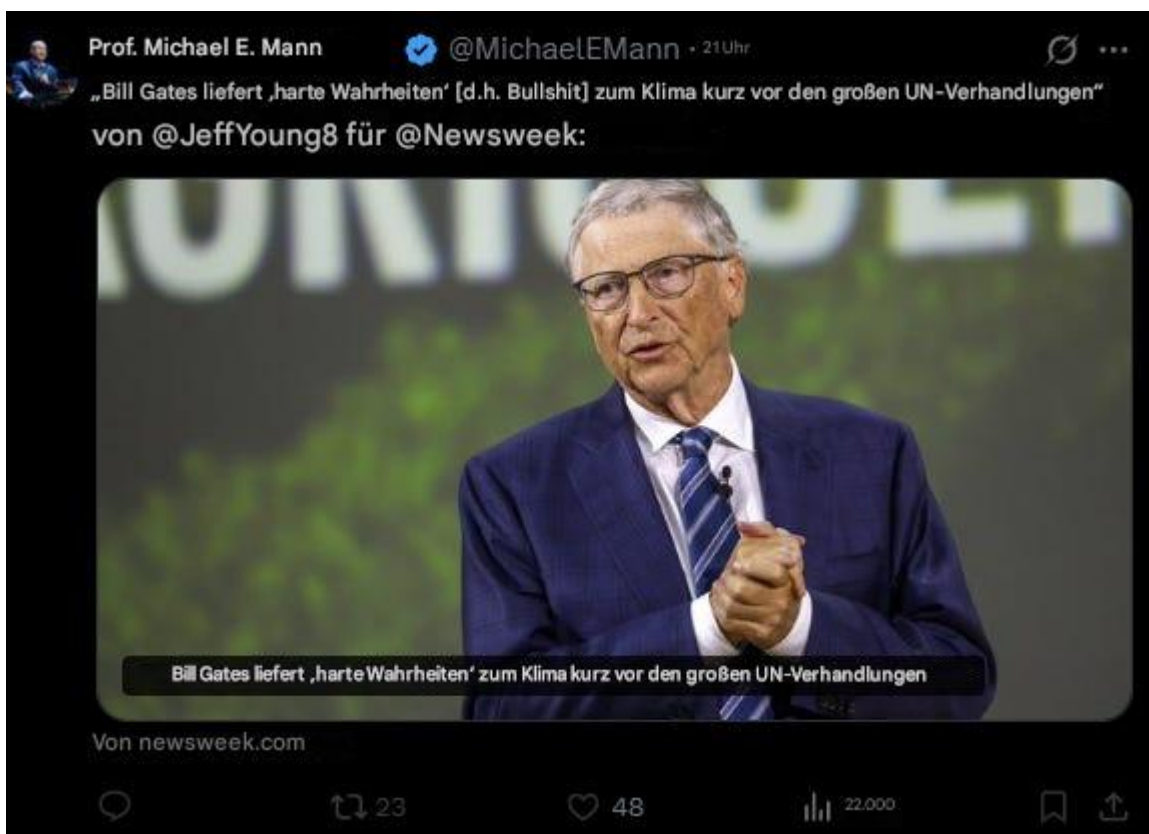 Prof. Michael E. Mann @MichaelEMann · 21 Uhr
„Bill Gates liefert ‚harte Wahrheiten‘ [d.h. Bullshit] zum Klima kurz vor den großen UN-Verhandlungen“
von @JeffYoung8 für @Newsweek:
Bill Gates liefert ‚harte Wahrheiten‘ zum Klima kurz vor den großen UN-Verhandlungen
Von newsweek.com
23 48 22.000